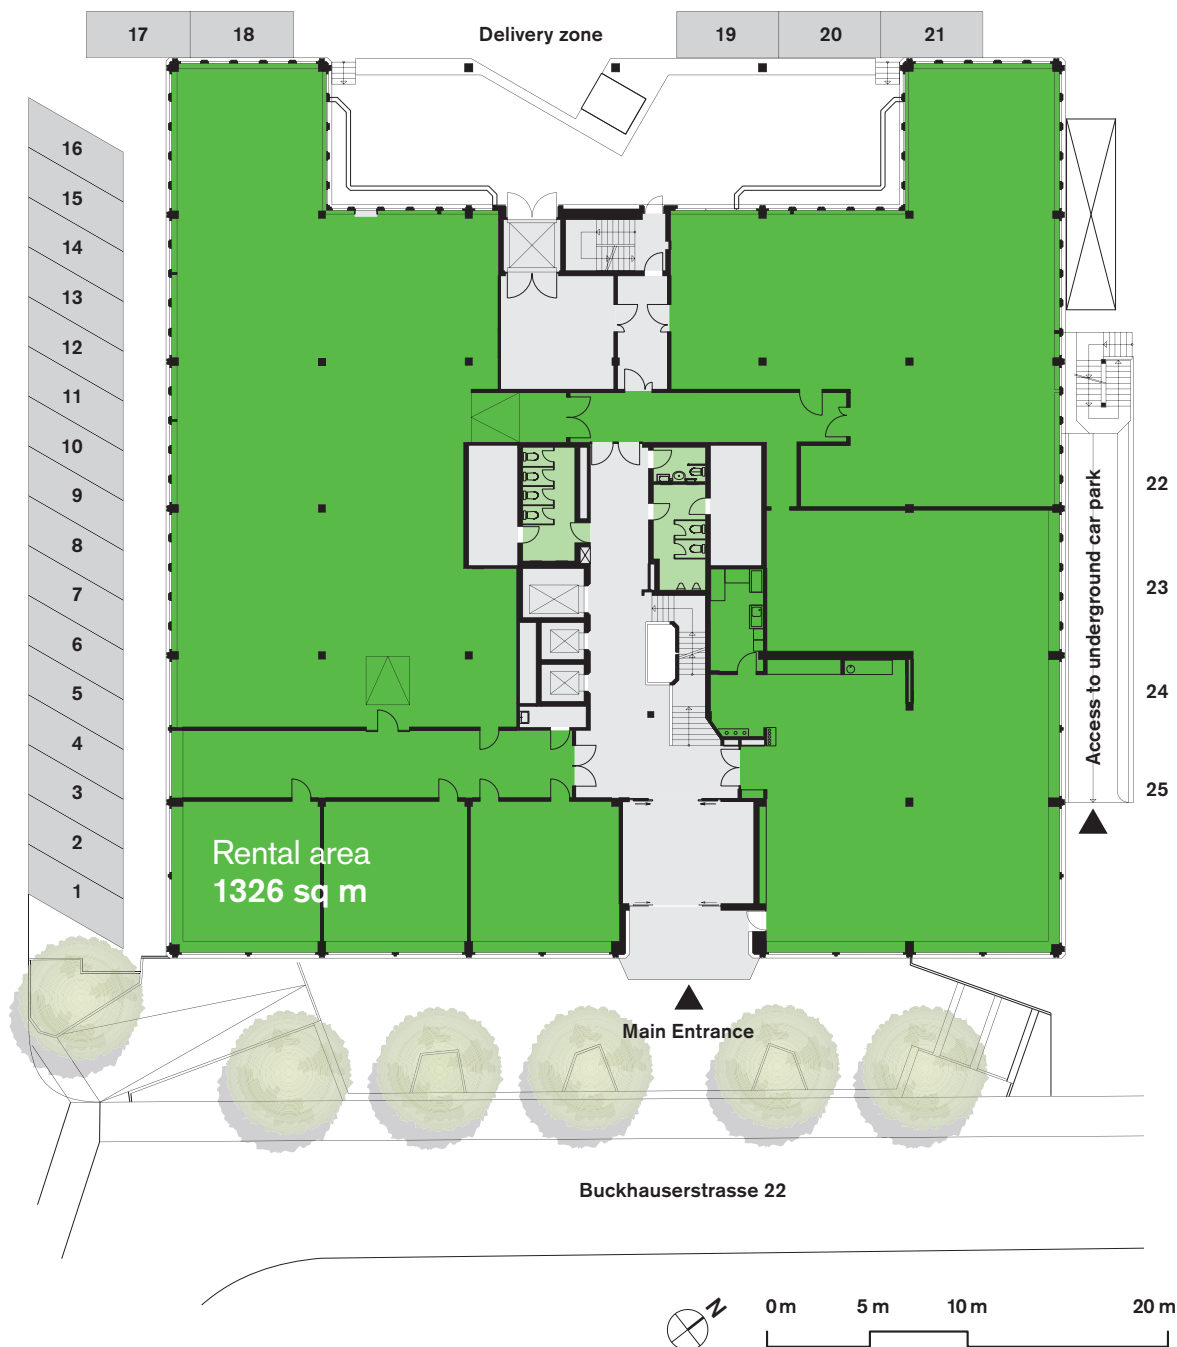 17
18
Delivery zone
19
20
21
16
15
14
13
12
11
10
9
8
7
6
5
4
3
2
1
22
23
24
25
Access to underground car park
Rental area
1326 sq m
Main Entrance
Buckhauserstrasse 22
N
0 m
5 m
10 m
20 m